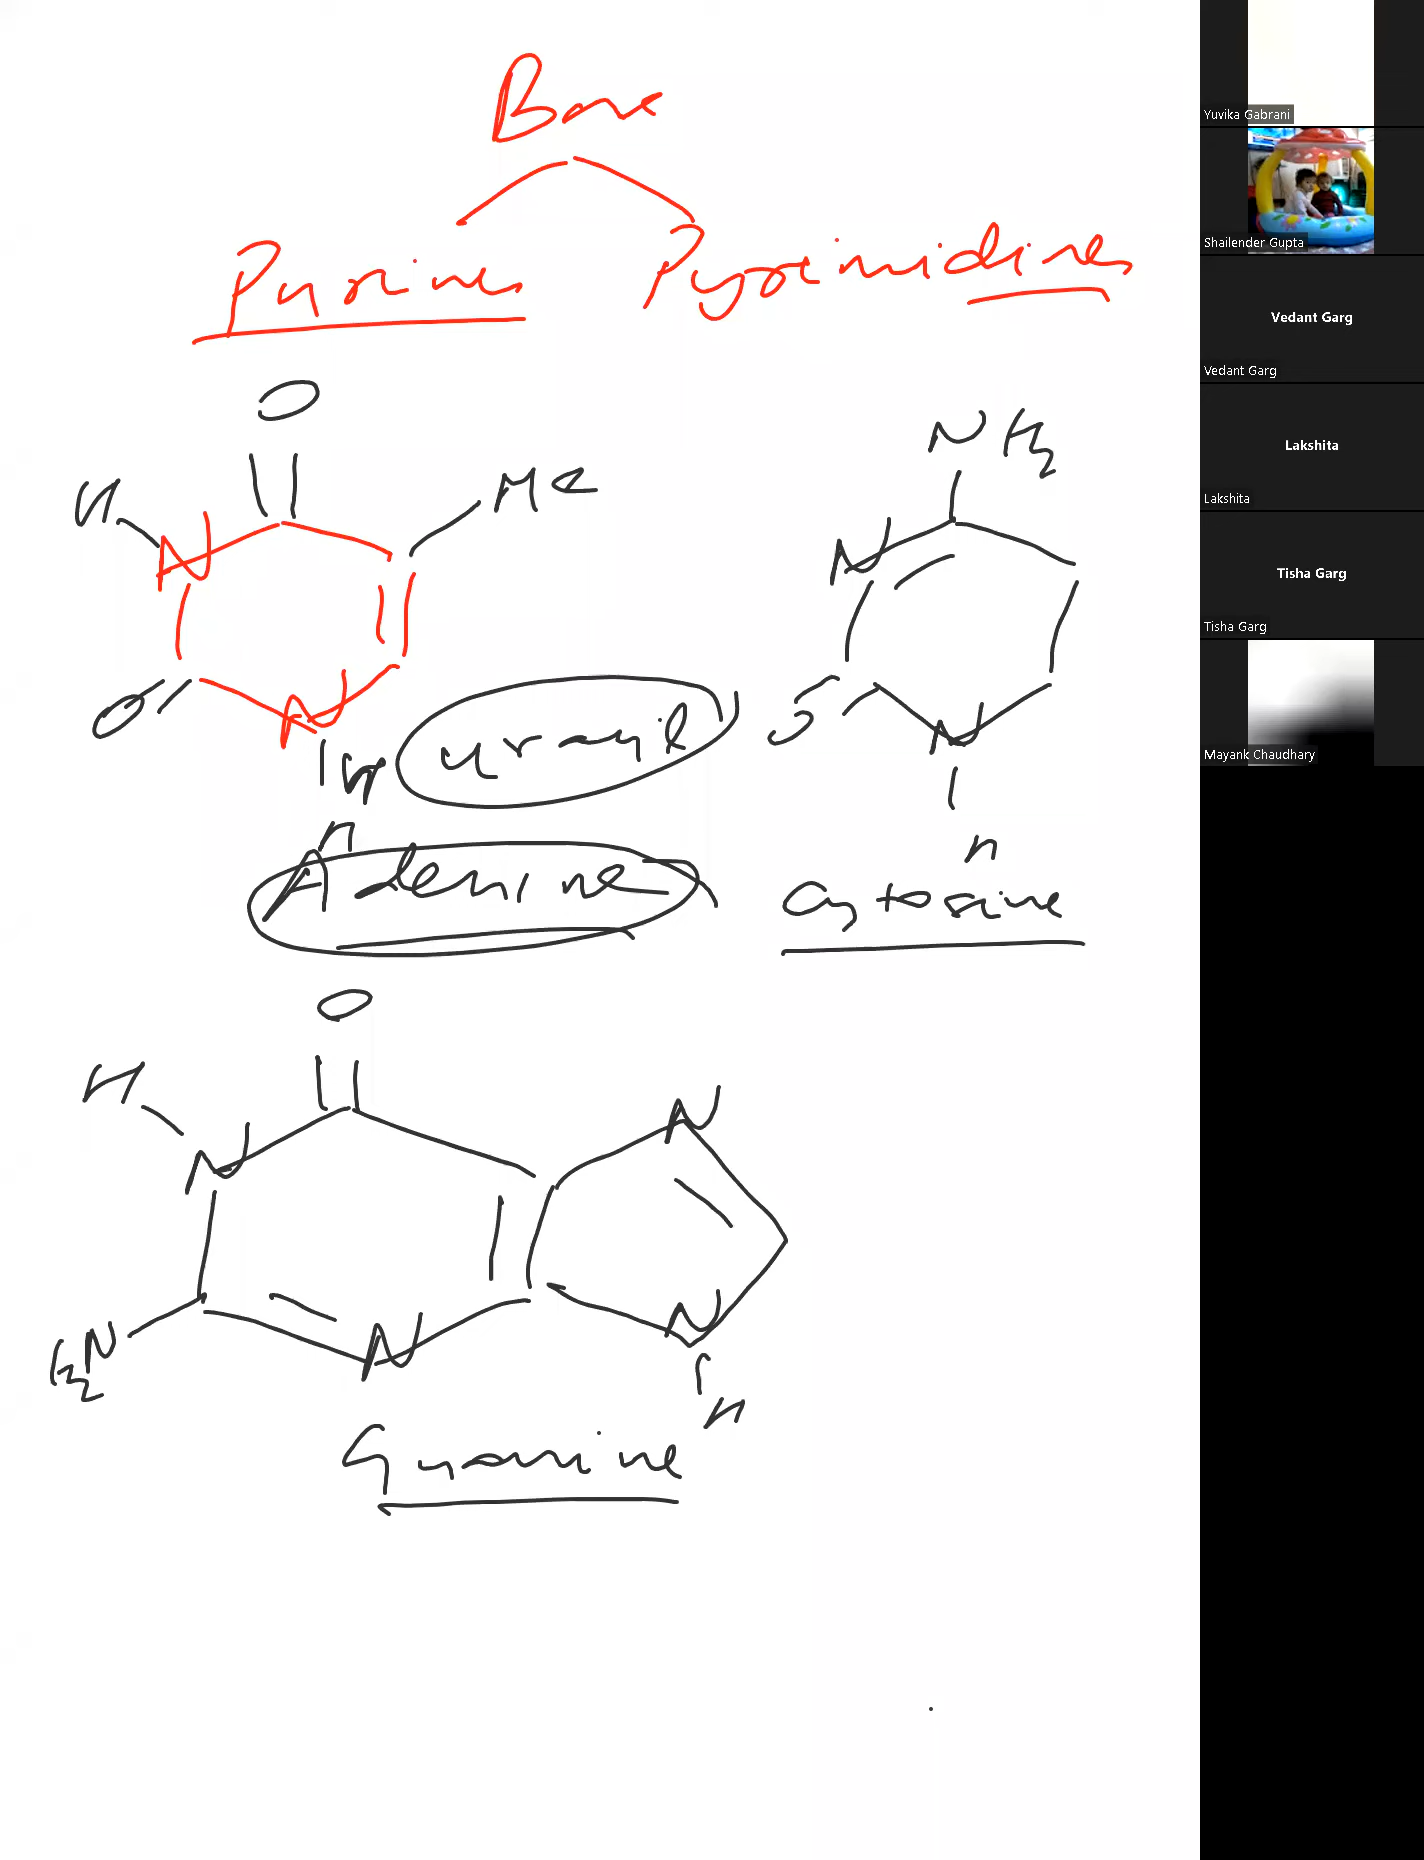 Base
Purines Pyrimidines
O
H N Me
O N
H
uracil
Adenine
NH2
N
O N
H
Cytosine
O
H N N
H2N N N
H
Guanine
Yuvika Gabrani
Shailender Gupta
Vedant Garg
Vedant Garg
Lakshita
Lakshita
Tisha Garg
Tisha Garg
Mayank Chaudhary